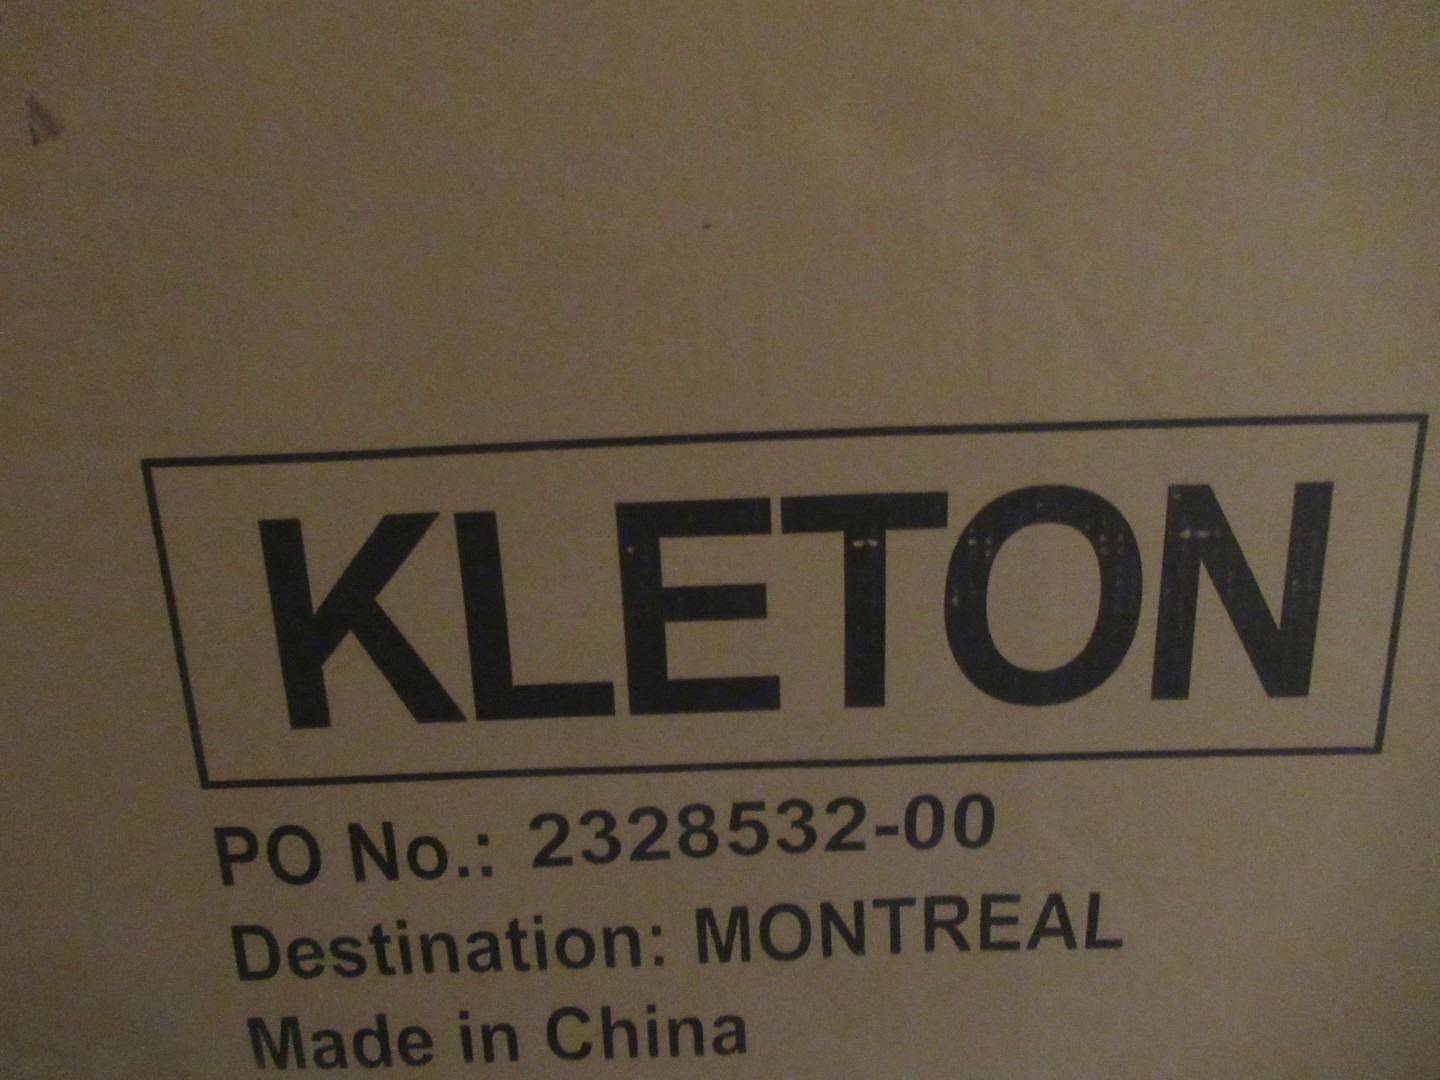 KLETON
PO No.: 2328532-00
Destination: MONTREAL
Made in China